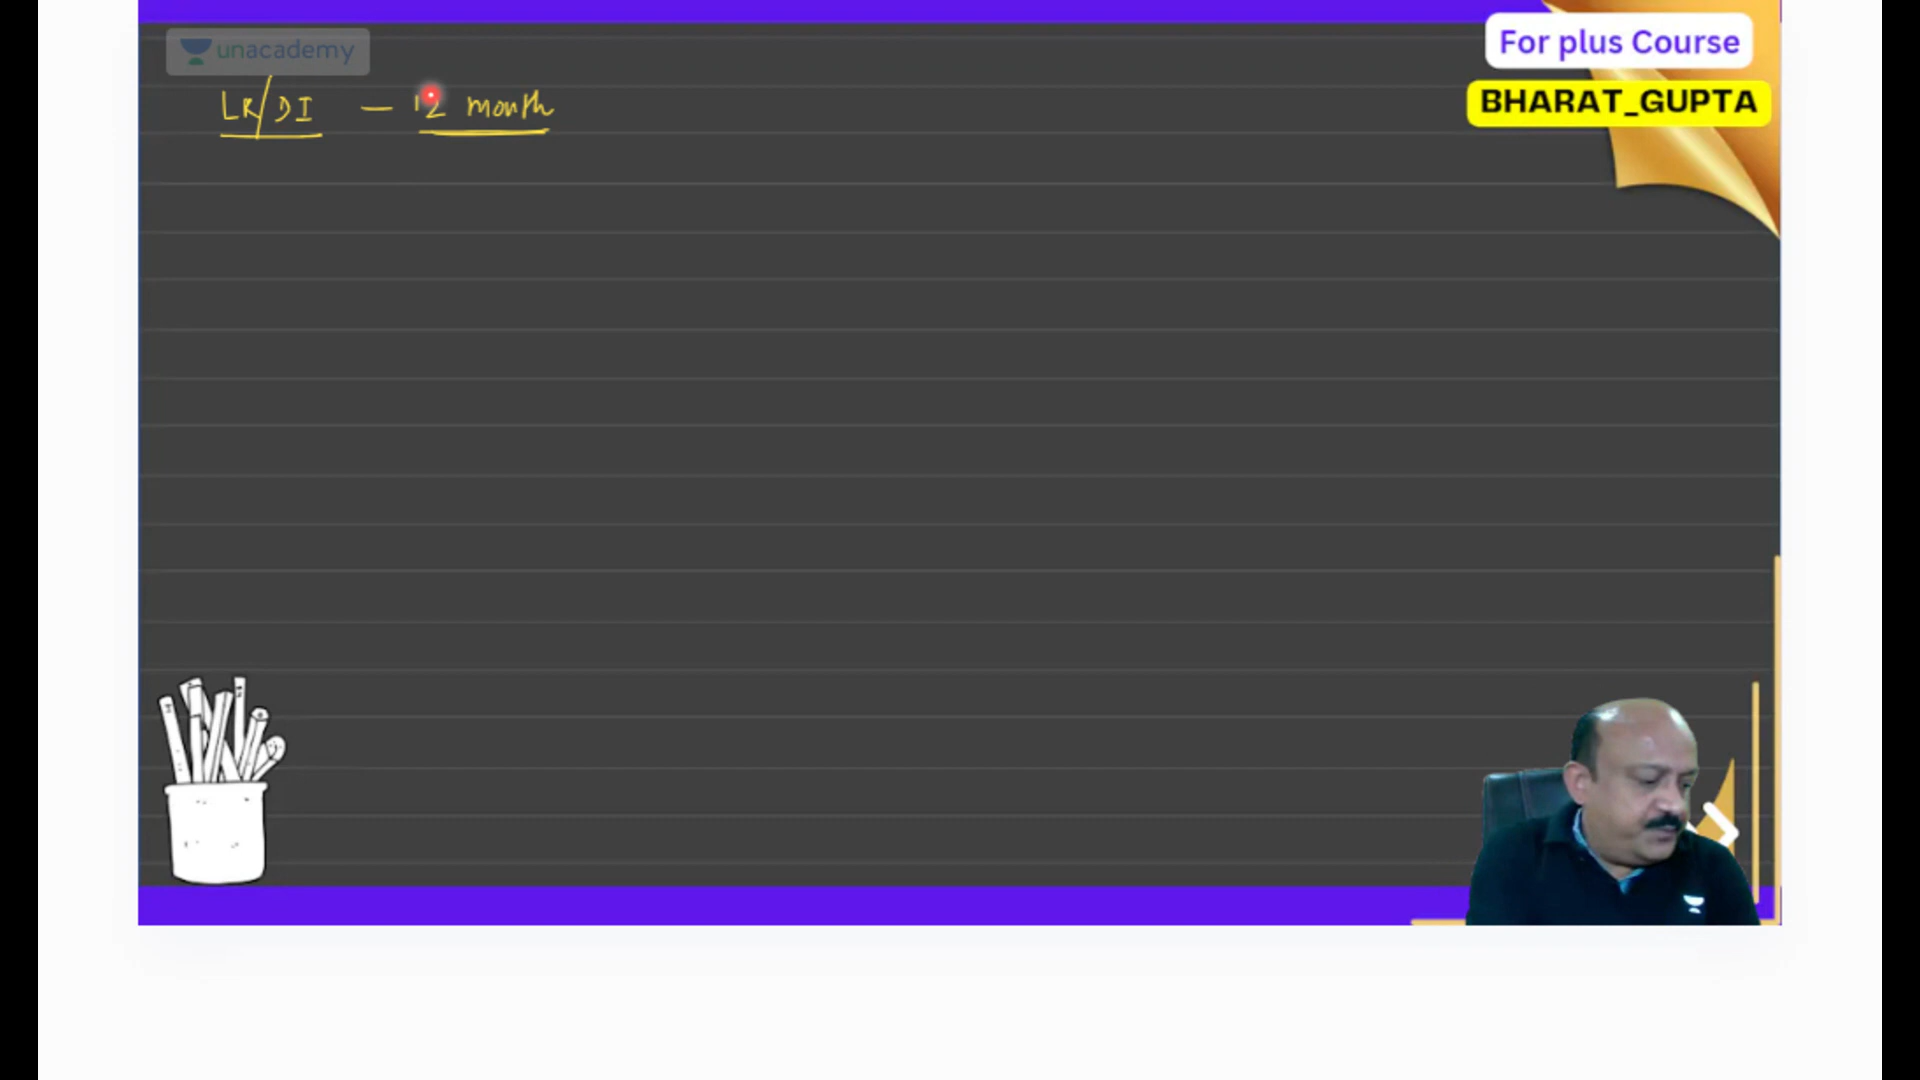 unacademy
For plus Course
BHARAT_GUPTA
LR/DI — 12 month